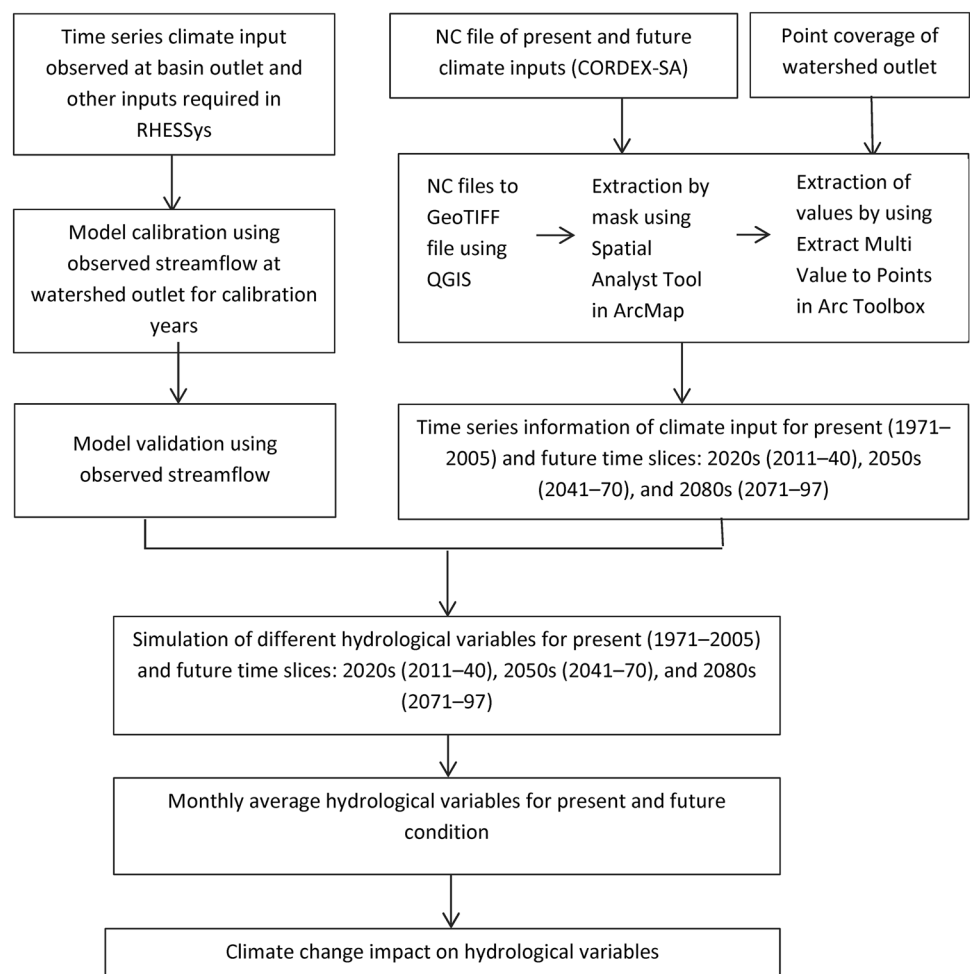 Time series climate input
observed at basin outlet and
other inputs required in
RHESSys
NC file of present and future
climate inputs (CORDEX-SA)
Point coverage of
watershed outlet
Model calibration using
observed streamflow at
watershed outlet for calibration
years
NC files to
GeoTIFF
file using
QGIS
Extraction by
mask using
Spatial
Analyst Tool
in ArcMap
Extraction of
values by using
Extract Multi
Value to Points
in Arc Toolbox
Model validation using
observed streamflow
Time series information of climate input for present (1971–
2005) and future time slices: 2020s (2011–40), 2050s
(2041–70), and 2080s (2071–97)
Simulation of different hydrological variables for present (1971–2005)
and future time slices: 2020s (2011–40), 2050s (2041–70), and 2080s
(2071–97)
Monthly average hydrological variables for present and future
condition
Climate change impact on hydrological variables